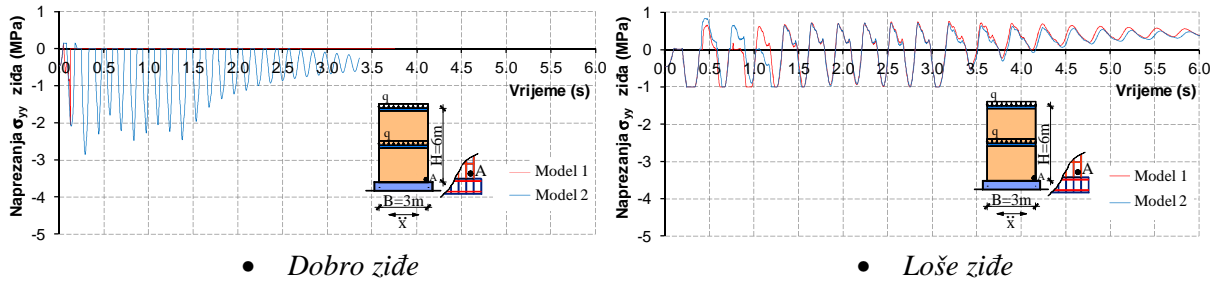 Naprezanja σyy zida (MPa)
1
0
-1
-2
-3
-4
-5
0.0 0.5 1.0 1.5 2.0 2.5 3.0 3.5 4.0 4.5 5.0 5.5 6.0
Vrijeme (s)
q
q
H=6m
A
A
B=3m
ẍ
Model 1
Model 2
● Dobro ziđe
Naprezanja σyy zida (MPa)
1
0
-1
-2
-3
-4
-5
0.0 0.5 1.0 1.5 2.0 2.5 3.0 3.5 4.0 4.5 5.0 5.5 6.0
Vrijeme (s)
q
q
H=6m
A
A
B=3m
ẍ
Model 1
Model 2
● Loše ziđe